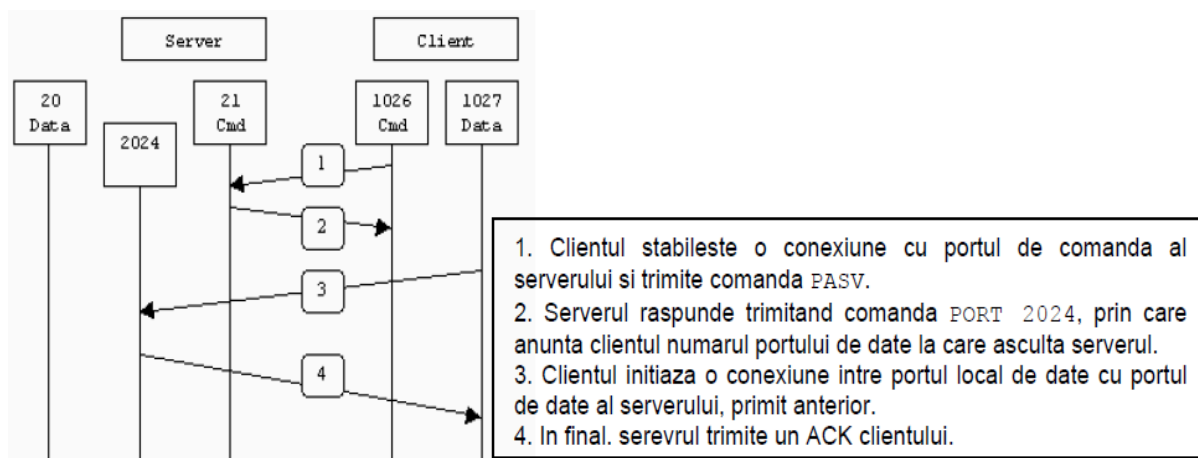 Server
Client
20
Data
2024
21
Cmd
1026
Cmd
1027
Data
1
2
3
4
1. Clientul stabileste o conexiune cu portul de comanda al
serverului si trimite comanda PASV.
2. Serverul raspunde trimitand comanda PORT 2024, prin care
anunta clientul numarul portului de date la care asculta serverul.
3. Clientul initiaza o conexiune intre portul local de date cu portul
de date al serverului, primit anterior.
4. In final. serevrul trimite un ACK clientului.